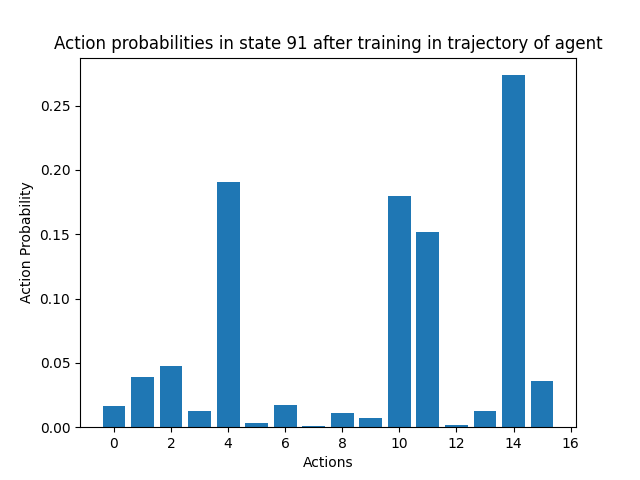 Action probabilities in state 91 after training in trajectory of agent
0.25
0.20
0.15
0.10
0.05
0.00
Action Probability
0 2 4 6 8 10 12 14 16
Actions